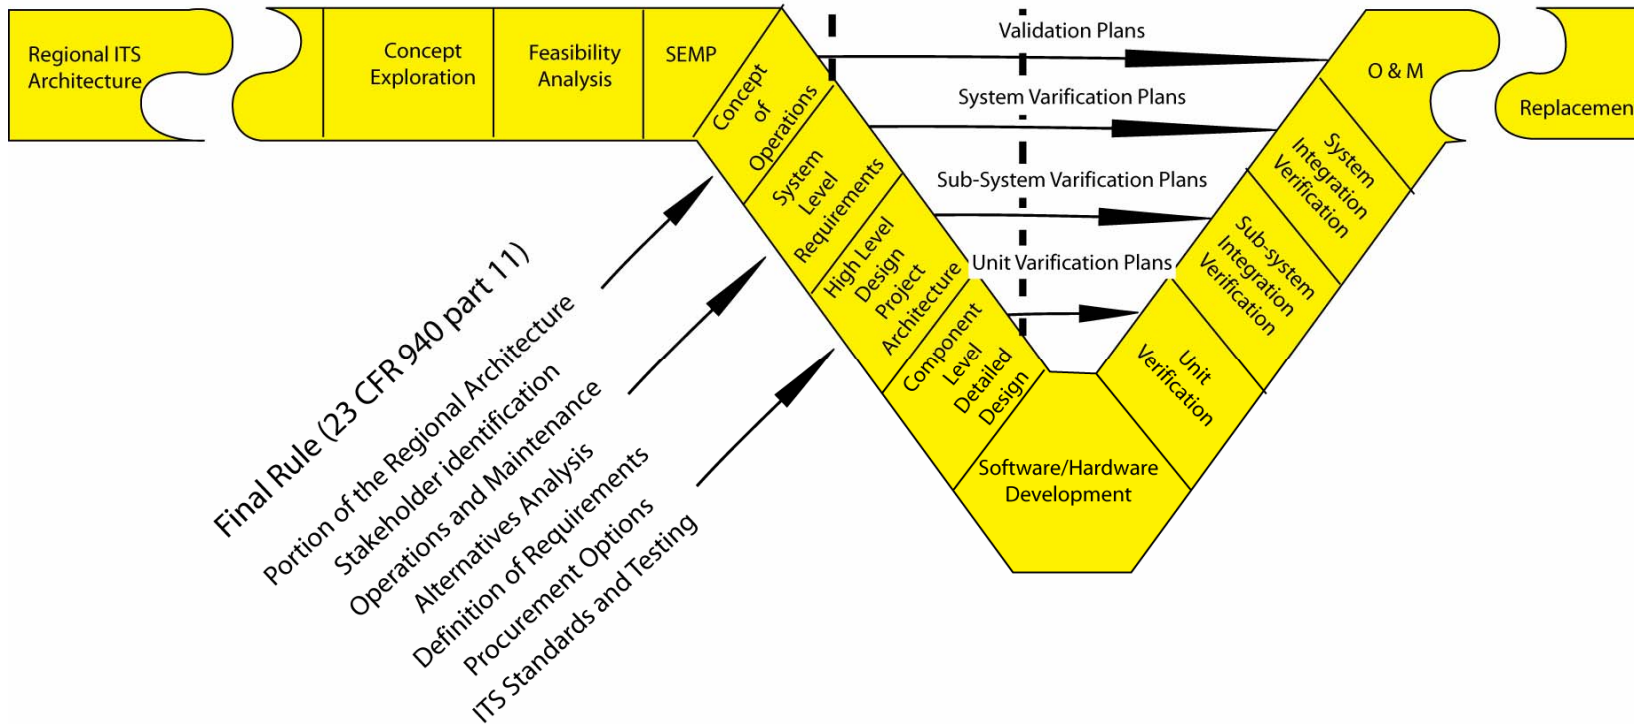 Regional ITS
Architecture
Concept
Exploration
Feasibility
Analysis
SEMP
Concept
of
Operations
System
Level
Requirements
High Level
Design
Project
Architecture
Component
Level
Detailed
Design
Software/Hardware
Development
Unit
Verification
Sub-system
Integration
Verification
System
Integration
Verification
O & M
Replacemen
Validation Plans
System Varification Plans
Sub-System Varification Plans
Unit Varification Plans
Final Rule (23 CFR 940 part 11)
Portion of the Regional Architecture
Stakeholder identification
Operations and Maintenance
Alternatives Analysis
Definition of Requirements
Procurement Options
ITS Standards and Testing